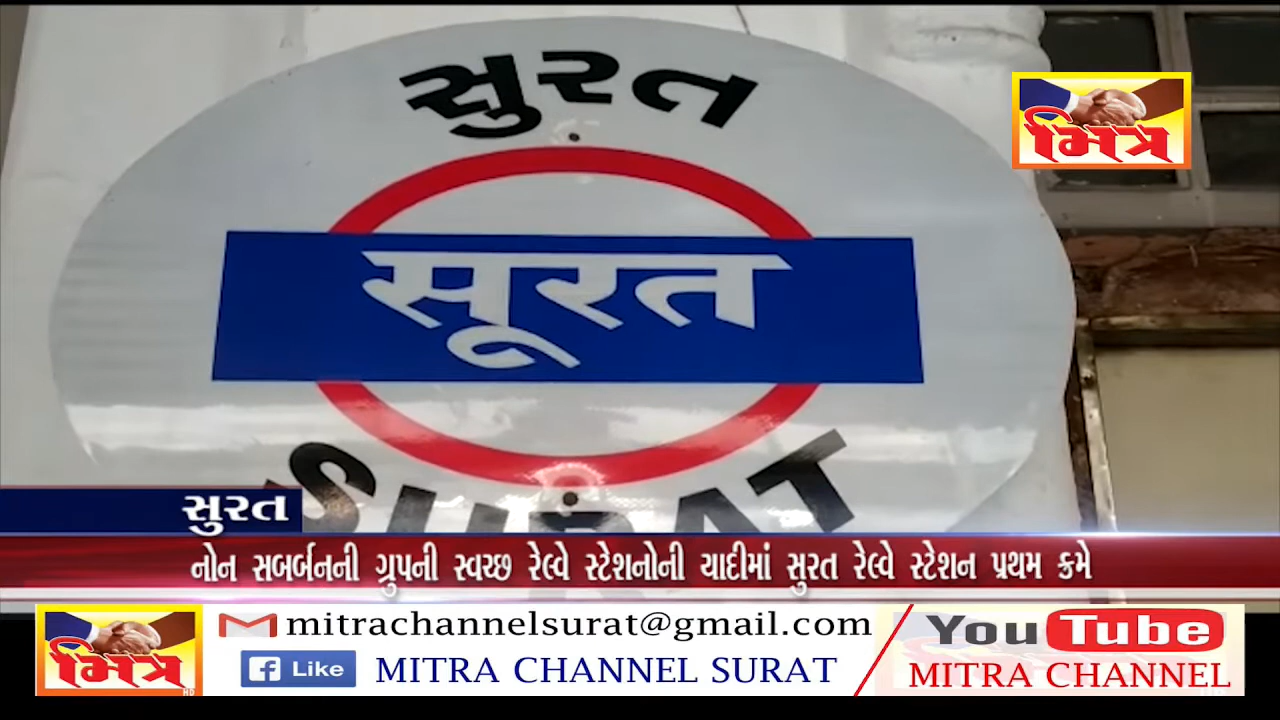 સુરત
મિત્ર
सूरत
SURAT
સુરત
નોન સબર્બનની ગ્રુપની સ્વચ્છ રેલ્વે સ્ટેશનોની યાદીમાં સુરત રેલ્વે સ્ટેશન પ્રથમ ક્રમે
મિત્ર
HD
mitrachannelsurat@gmail.com
f Like MITRA CHANNEL SURAT
YouTube
MITRA CHANNEL